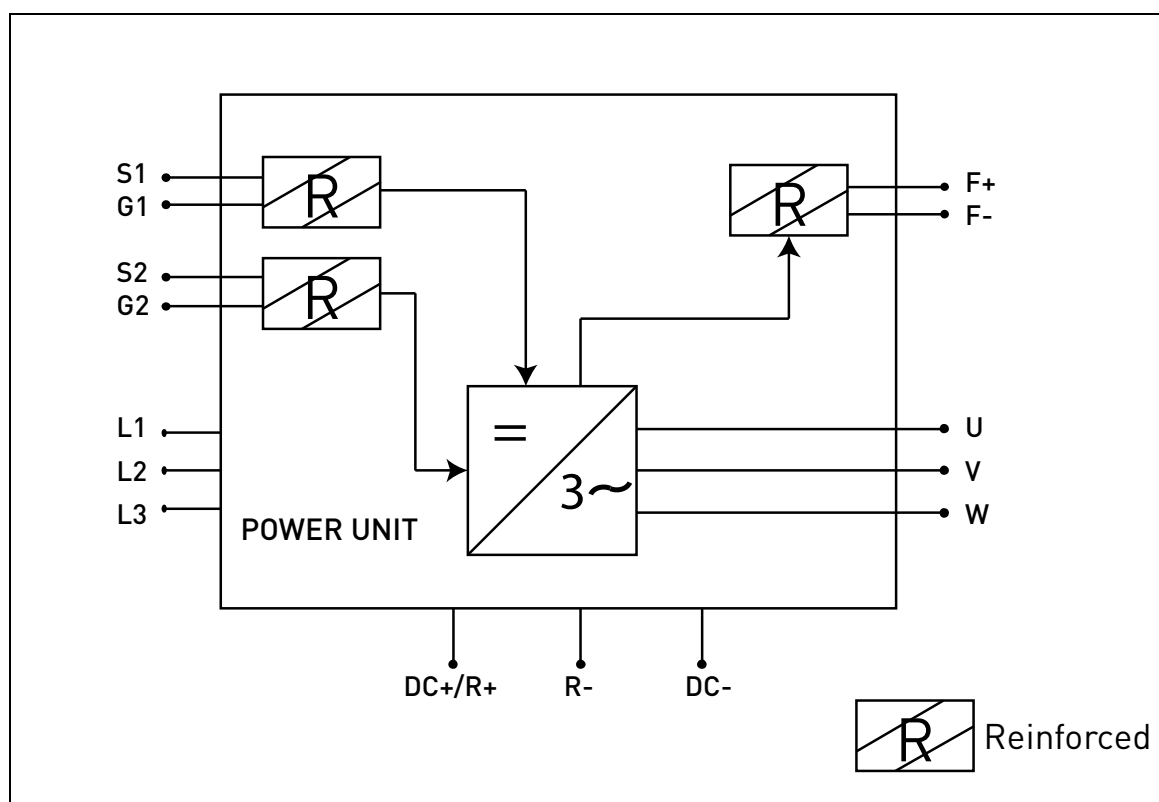 S1
G1
R
S2
G2
R
R
F+
F-
L1
L2
L3
POWER UNIT
=
3~
U
V
W
DC+/R+
R-
DC-
R
Reinforced